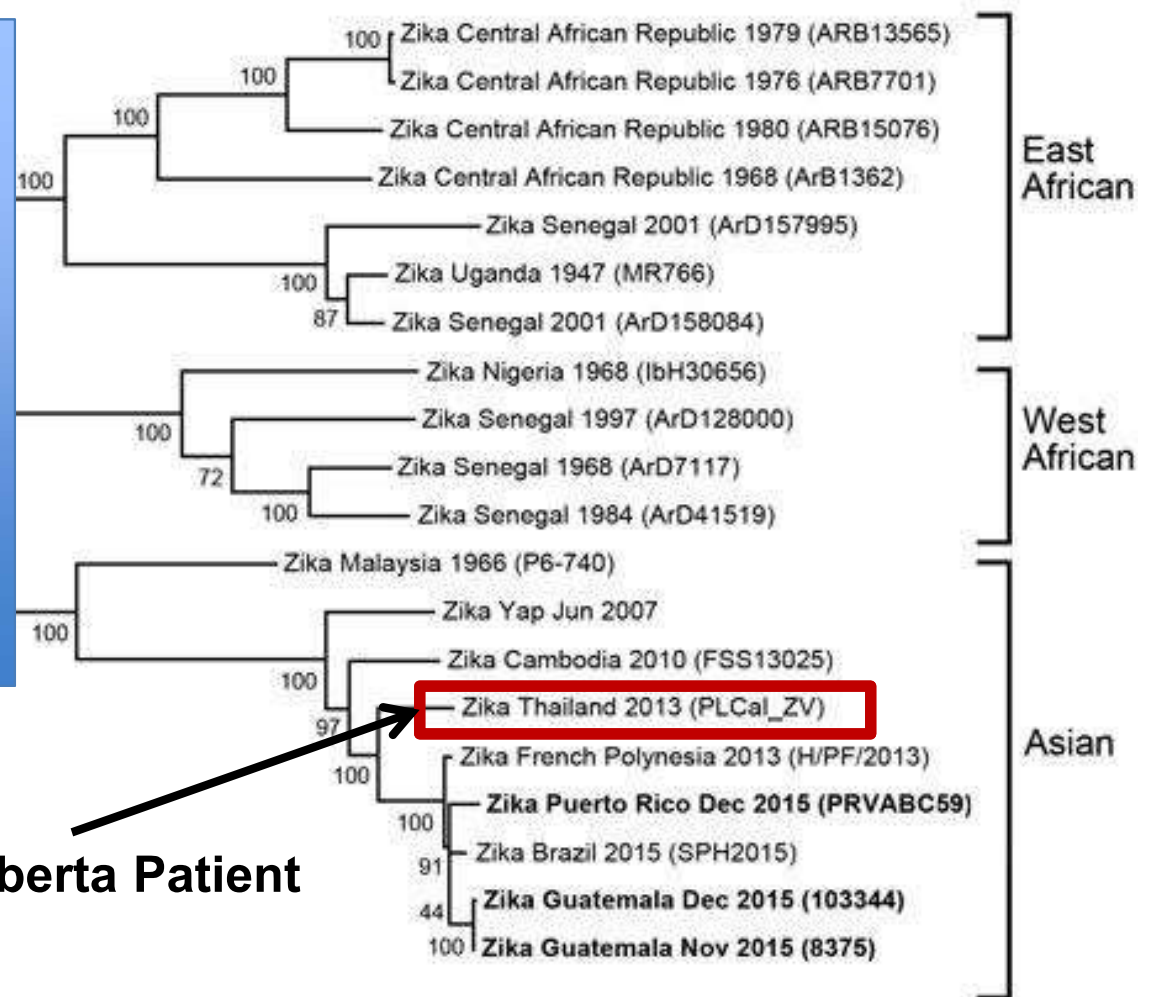 100 Zika Central African Republic 1979 (ARB13565)
100 Zika Central African Republic 1976 (ARB7701)
100 Zika Central African Republic 1980 (ARB15076)
100 Zika Central African Republic 1968 (ArB1362)
Zika Senegal 2001 (ArD157995)
100 Zika Uganda 1947 (MR766)
87 Zika Senegal 2001 (ArD158084)
East
African
Zika Nigeria 1968 (IbH30656)
100 Zika Senegal 1997 (ArD128000)
72 Zika Senegal 1968 (ArD7117)
100 Zika Senegal 1984 (ArD41519)
West
African
Zika Malaysia 1966 (P6-740)
Zika Yap Jun 2007
100
Zika Cambodia 2010 (FSS13025)
100
Zika Thailand 2013 (PLCal_ZV)
97
Zika French Polynesia 2013 (H/PF/2013)
100
Zika Puerto Rico Dec 2015 (PRVABC59)
100
Zika Brazil 2015 (SPH2015)
91
Zika Guatemala Dec 2015 (103344)
44
100 Zika Guatemala Nov 2015 (8375)
Asian
berta Patient